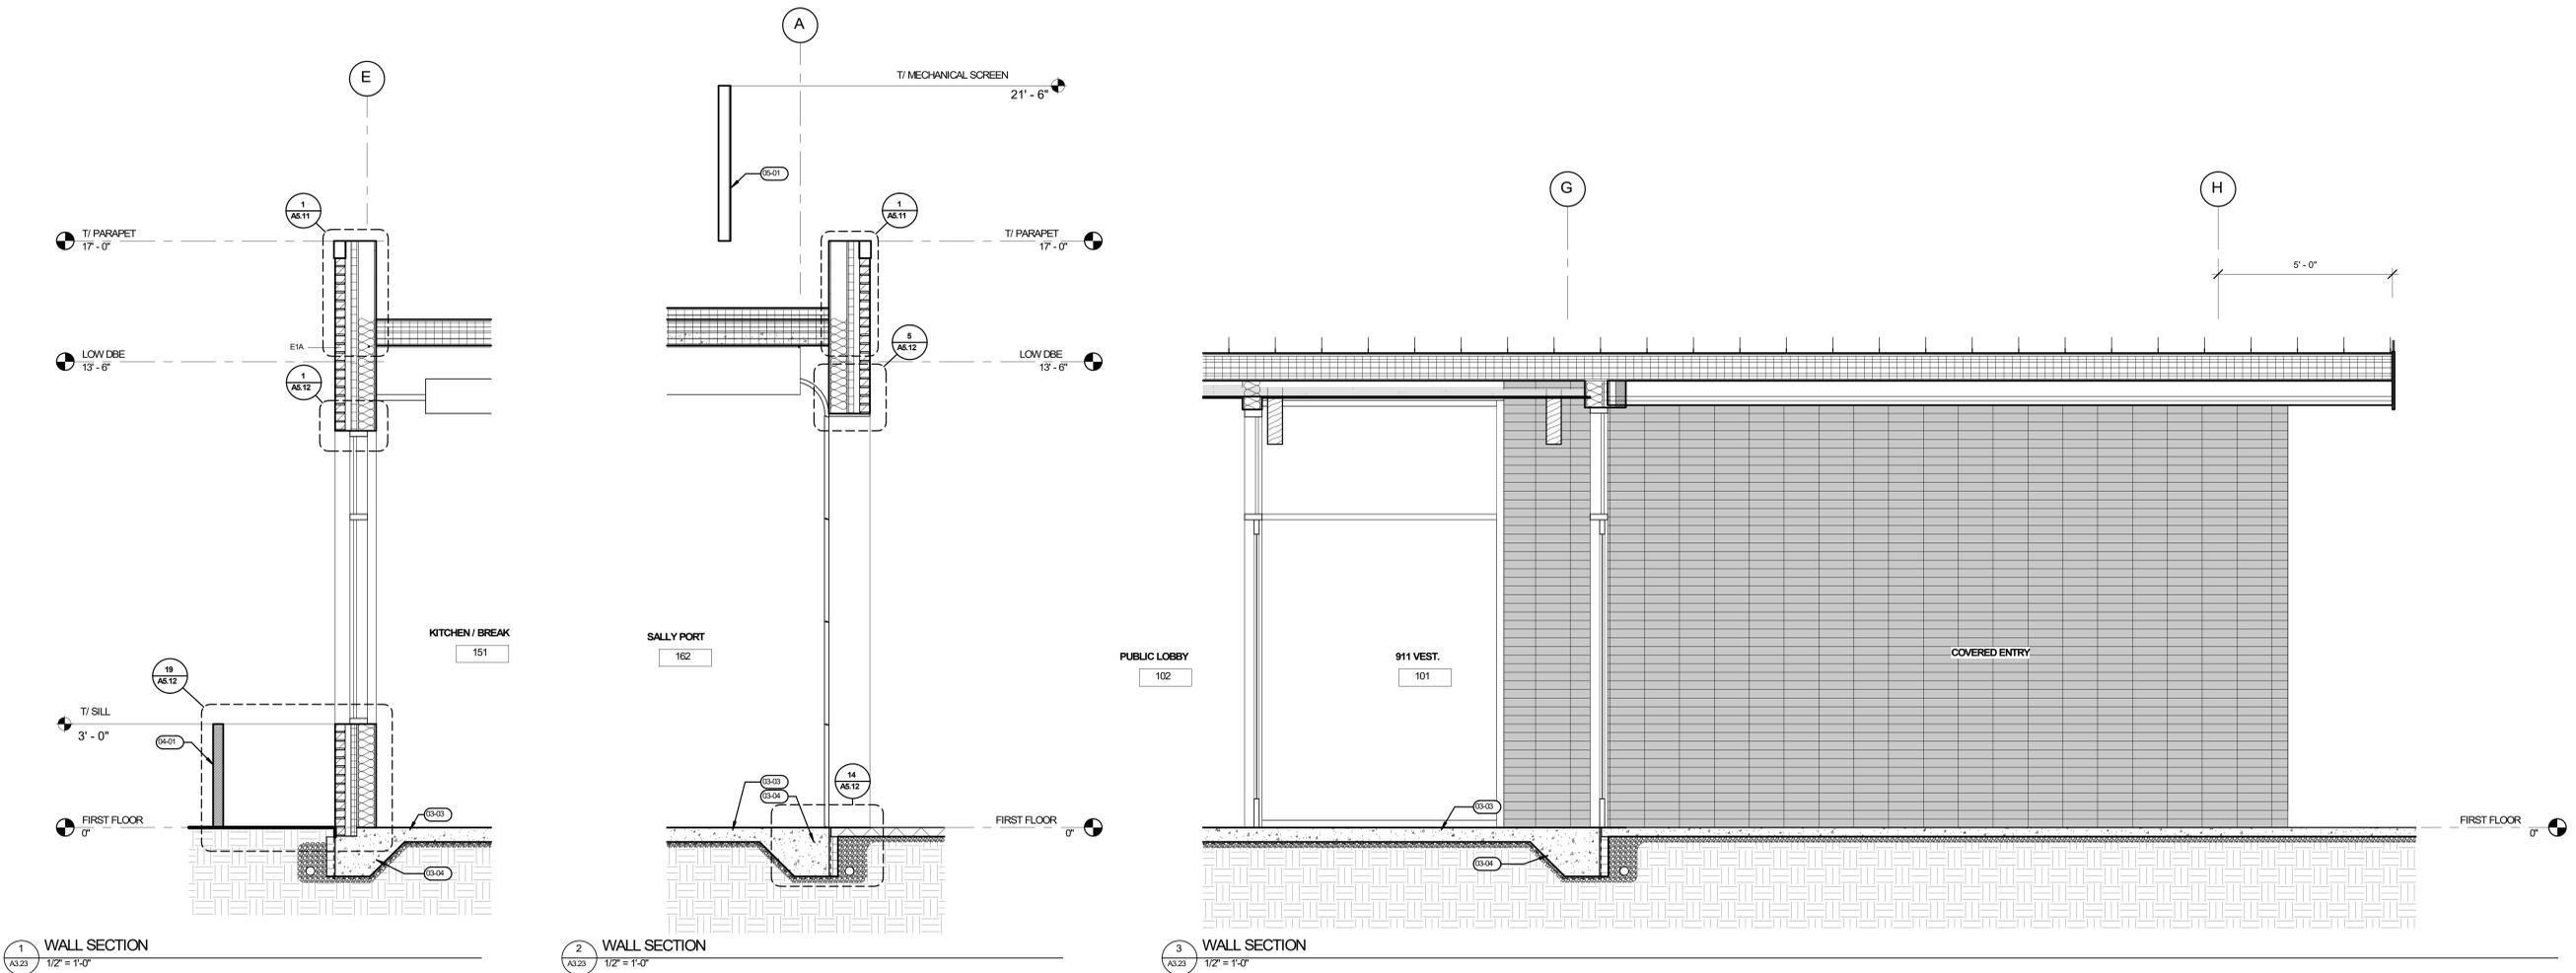 E
1
A5.11
T/ PARAPET
17' - 0"
E1A
LOW DBE
13' - 6"
1
A5.12
KITCHEN / BREAK
151
19
A5.12
T/ SILL
3' - 0"
04-01
03-03
FIRST FLOOR
0"
03-04
1
A3.23
WALL SECTION
1/2" = 1'-0"
A
T/ MECHANICAL SCREEN
21' - 6"
05-01
1
A5.11
T/ PARAPET
17' - 0"
5
A5.12
LOW DBE
13' - 6"
SALLY PORT
162
14
A5.12
03-03
03-04
FIRST FLOOR
0"
2
A3.23
WALL SECTION
1/2" = 1'-0"
G
H
5' - 0"
PUBLIC LOBBY
102
911 VEST.
101
COVERED ENTRY
03-03
FIRST FLOOR
0"
03-04
3
A3.23
WALL SECTION
1/2" = 1'-0"